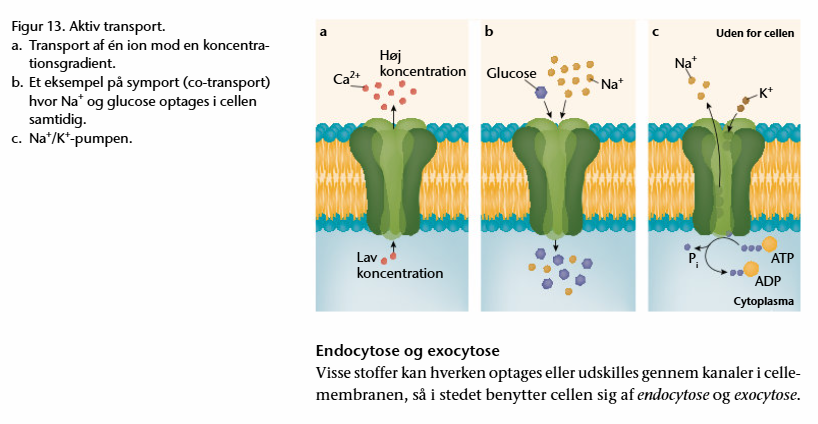 Figur 13. Aktiv transport.
a. Transport af én ion mod en koncentra-
tionsgradient.
b. Et eksempel på symport (co-transport)
hvor Na⁺ og glucose optages i cellen
samtidig.
c. Na⁺/K⁺-pumpen.
a
Høj
koncentration
Ca²⁺
Lav
koncentration
b
Glucose
Na⁺
c
Uden for cellen
Na⁺
K⁺
Pᵢ
ATP
ADP
Cytoplasma
Endocytose og exocytose
Visse stoffer kan hverken optages eller udskilles gennem kanaler i celle-
membranen, så i stedet benytter cellen sig af endocytose og exocytose.